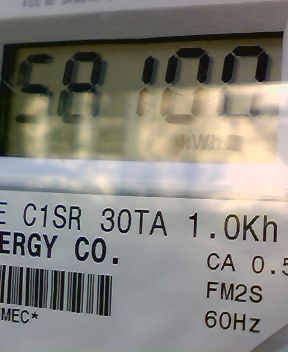 58100
kWh
E C1SR 30TA 1.0Kh
ERGY CO.
CA 0.5
FM2S
MEC*
60Hz